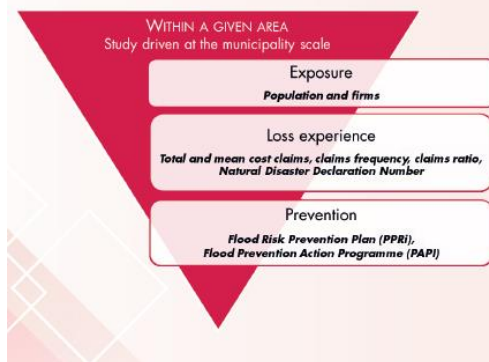 WITHIN A GIVEN AREA
Study driven at the municipality scale
Exposure
Population and firms
Loss experience
Total and mean cost claims, claims frequency, claims ratio,
Natural Disaster Declaration Number
Prevention
Flood Risk Prevention Plan (PPRi),
Flood Prevention Action Programme (PAPI)